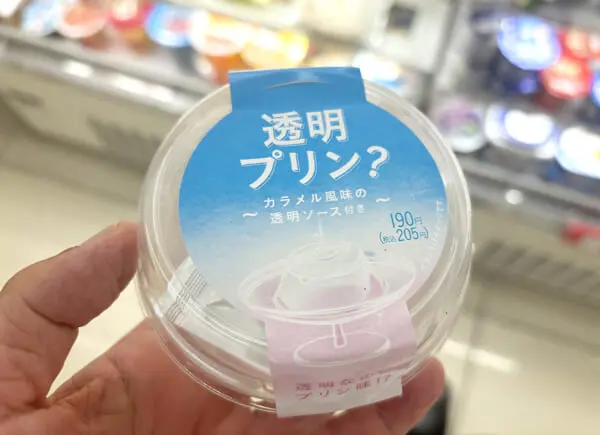 透明
プリン?
カラメル風味の
～透明ソース付き～
190円
(税込205円)
プリン味!?